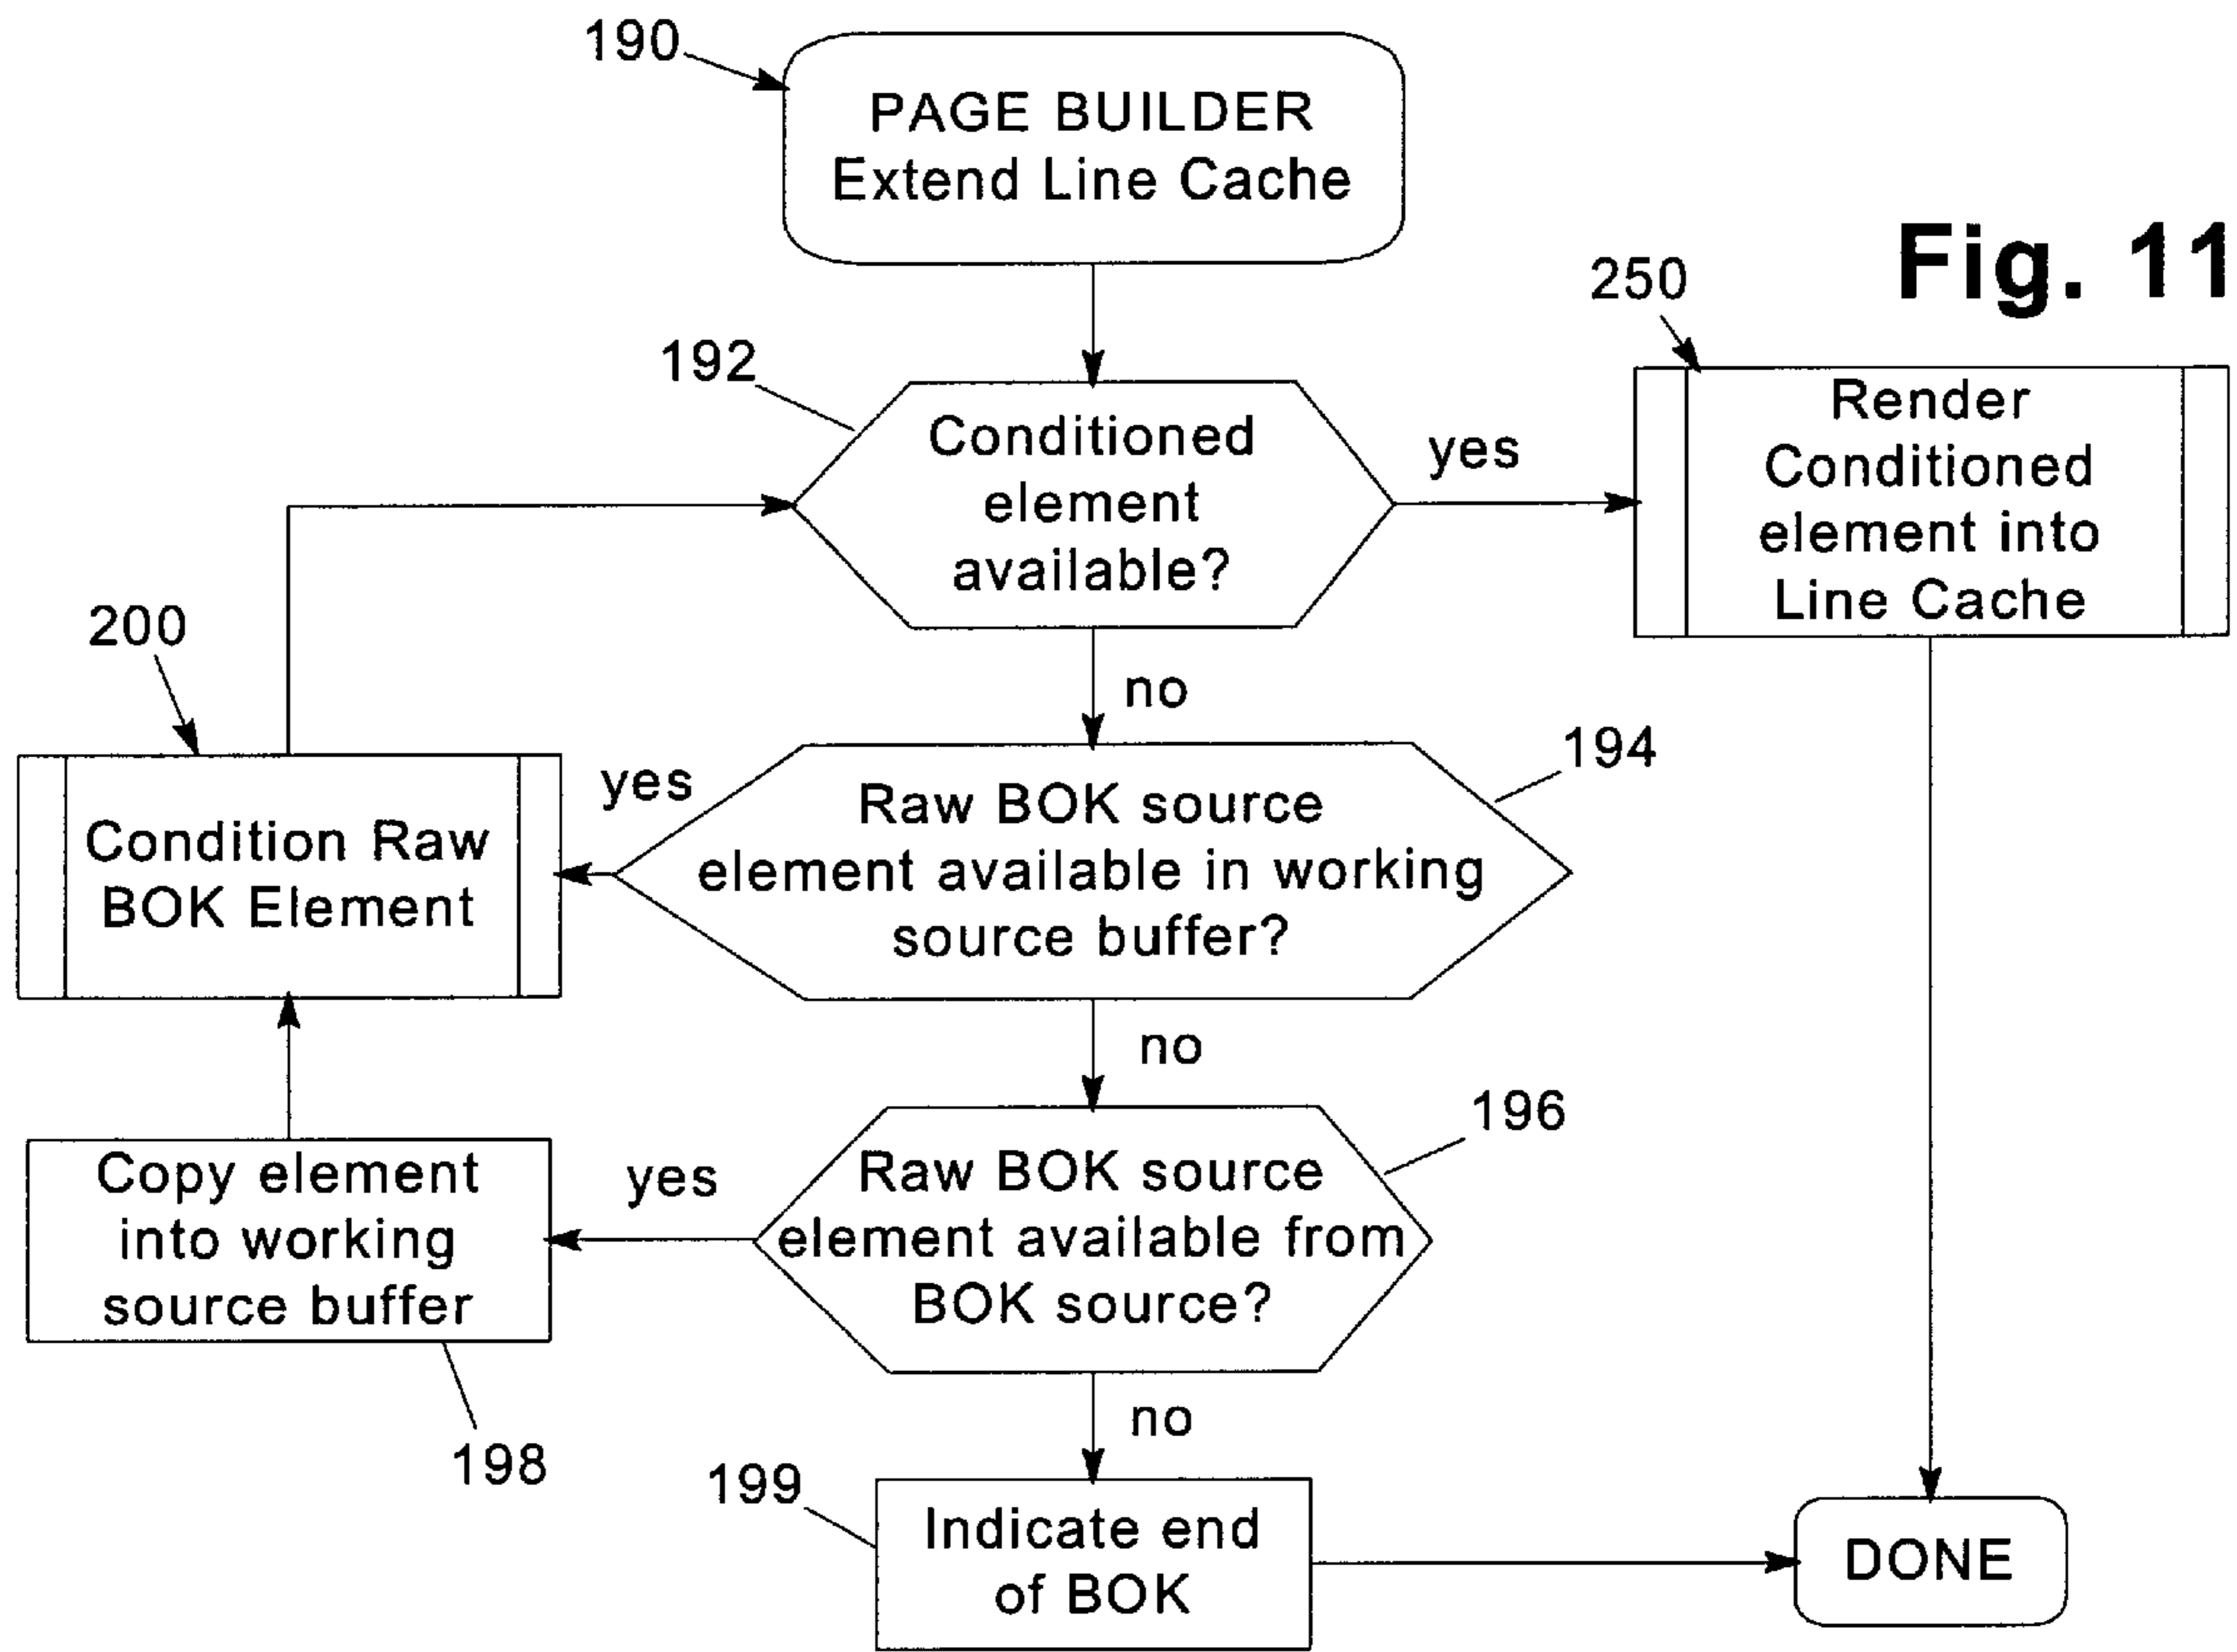 190
PAGE BUILDER
Extend Line Cache
Fig. 11
250
192
Conditioned
element
available?
yes
Render
Conditioned
element into
Line Cache
200
no
194
Condition Raw
BOK Element
yes
Raw BOK source
element available in working
source buffer?
no
196
Copy element
into working
source buffer
yes
Raw BOK source
element available from
BOK source?
198
no
199
Indicate end
of BOK
DONE